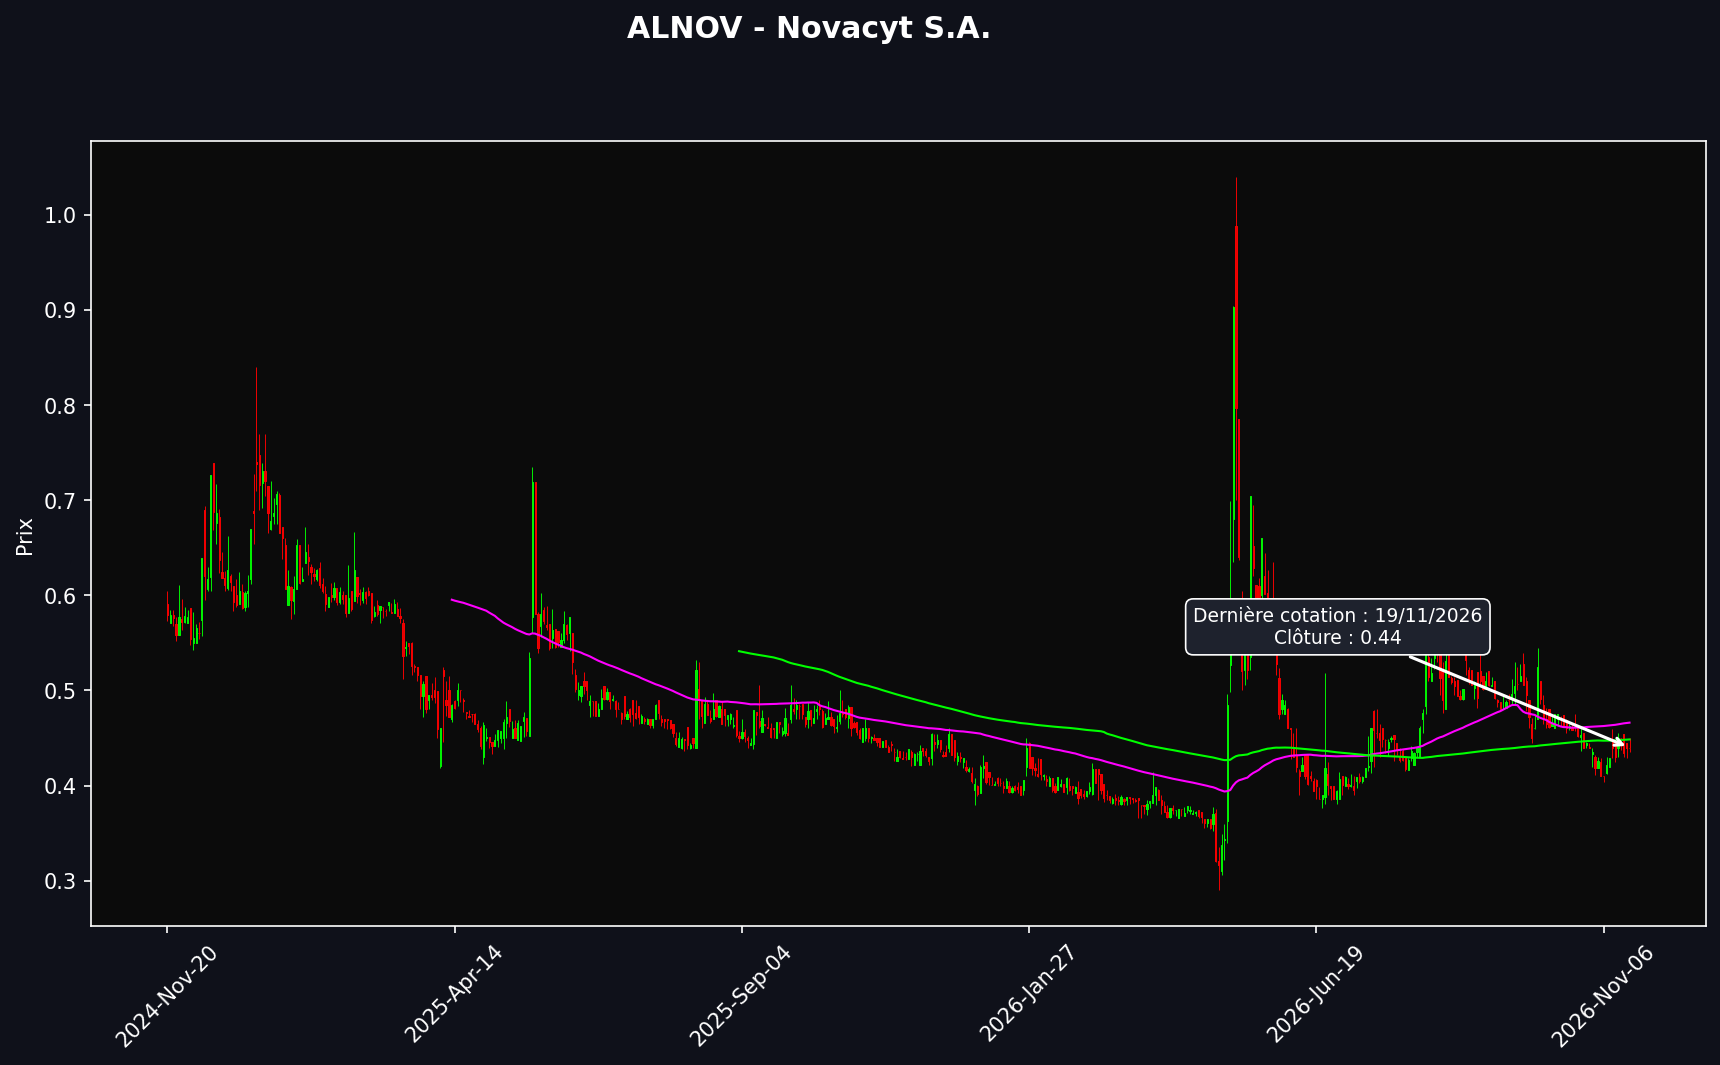 ALNOV - Novacyt S.A.
Prix
1.0
0.9
0.8
0.7
0.6
0.5
0.4
0.3
Dernière cotation : 19/11/2026
Clôture : 0.44
2024-Nov-20
2025-Apr-14
2025-Sep-04
2026-Jan-27
2026-Jun-19
2026-Nov-06